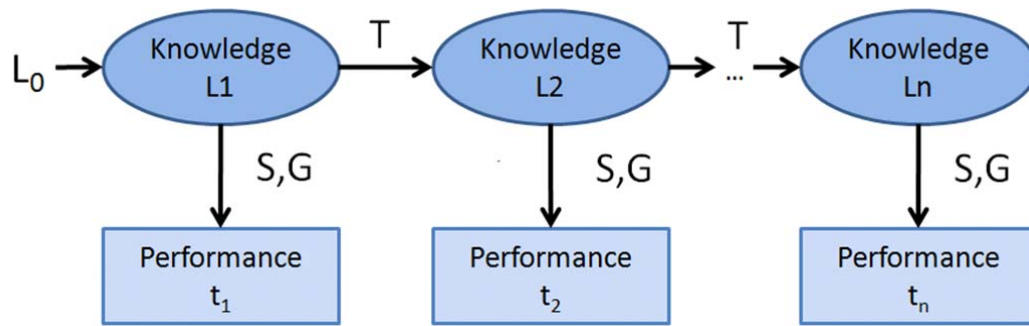 L₀
Knowledge
L1
T
Knowledge
L2
T
...
Knowledge
Ln
S,G
S,G
S,G
Performance
t₁
Performance
t₂
Performance
tₙ